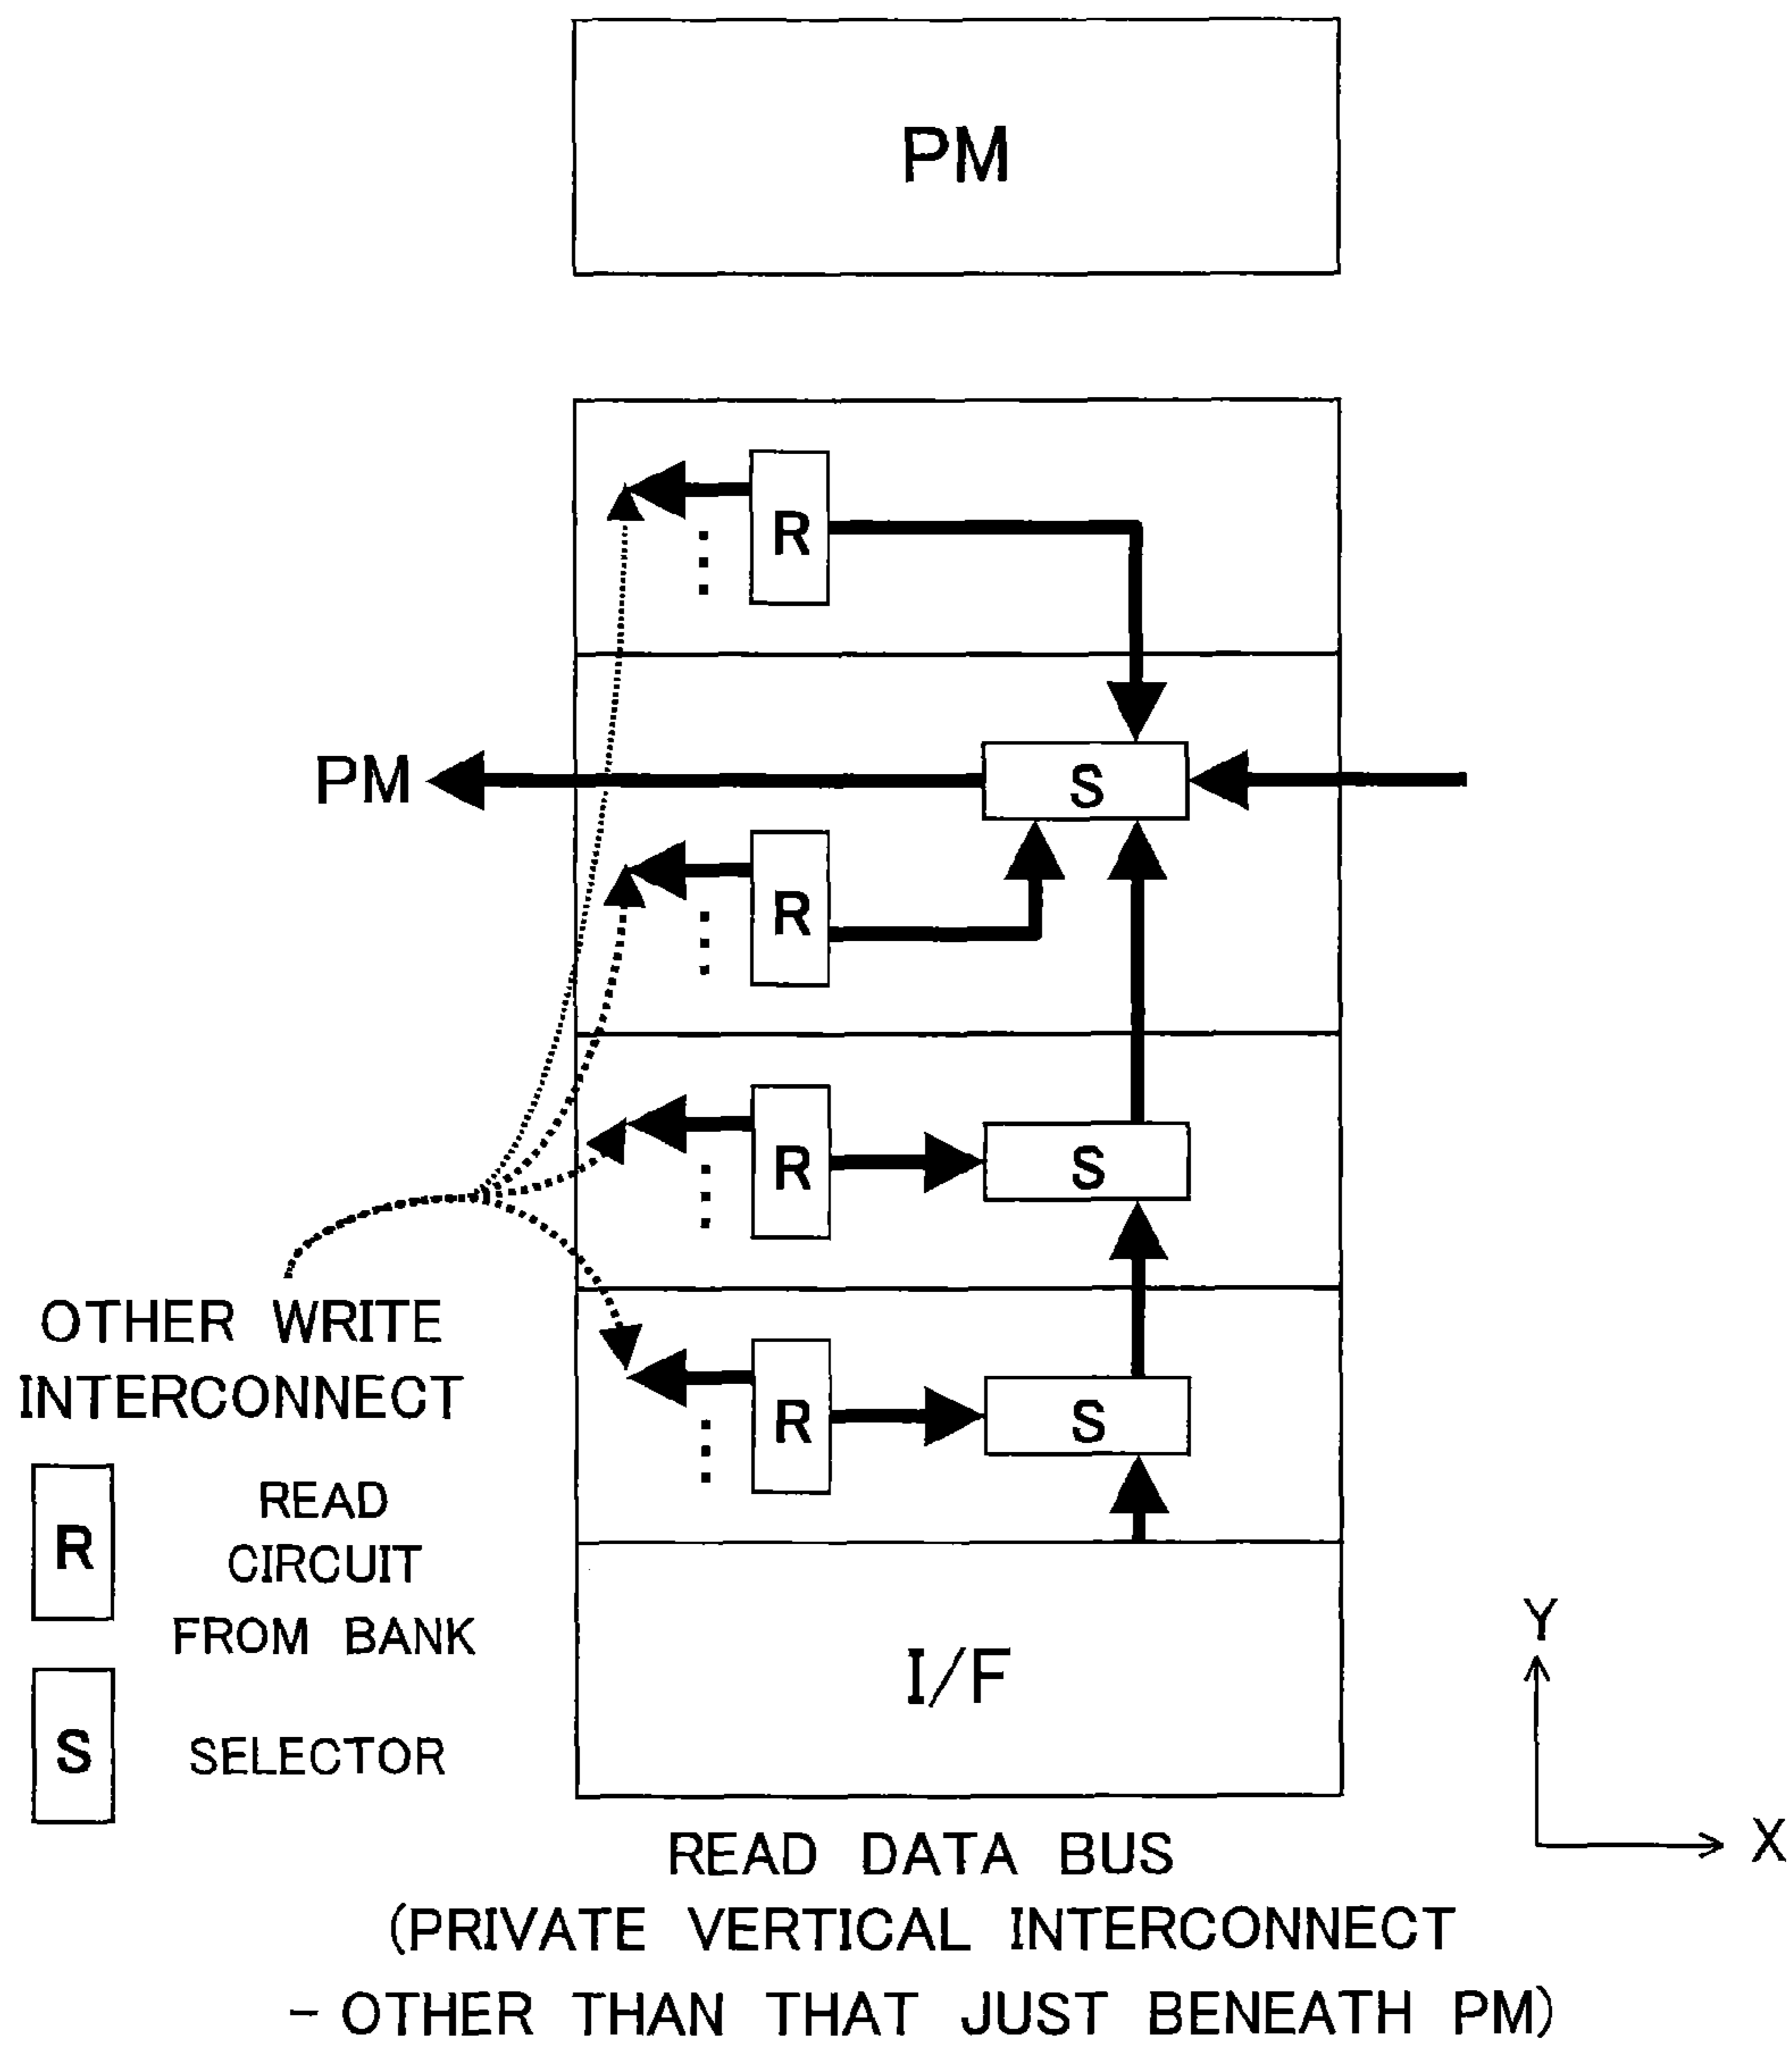 PM
R
PM
S
R
R
S
OTHER WRITE
INTERCONNECT
R
S
R
READ
CIRCUIT
FROM BANK
I/F
S
SELECTOR
Y
X
READ DATA BUS
(PRIVATE VERTICAL INTERCONNECT
- OTHER THAN THAT JUST BENEATH PM)